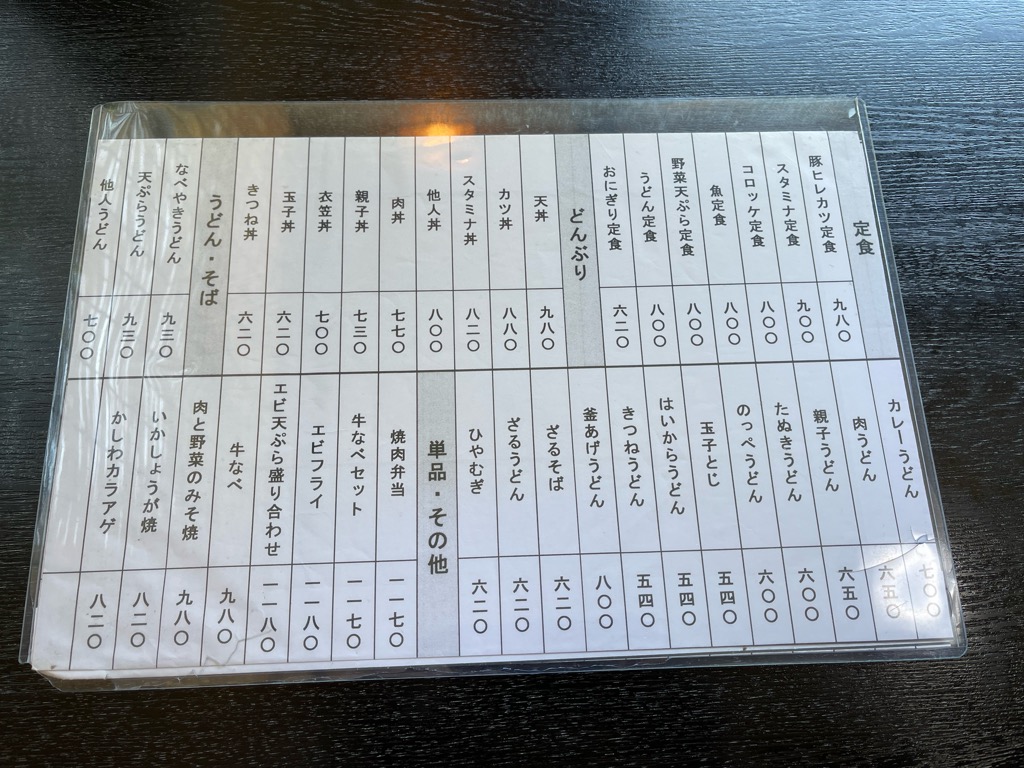 定食
豚ヒレカツ定食 九八〇
スタミナ定食 九〇〇
コロッケ定食 八〇〇
魚定食 八〇〇
野菜天ぷら定食 八〇〇
うどん定食 八〇〇
おにぎり定食 六二〇
どんぶり
天丼 九八〇
カツ丼 八八〇
スタミナ丼 八二〇
他人丼 八〇〇
肉丼 七七〇
親子丼 七三〇
衣笠丼 七〇〇
玉子丼 六二〇
きつね丼 六二〇
うどん・そば
なべやきうどん 九三〇
天ぷらうどん 九三〇
他人うどん 七〇〇
カレーうどん 七〇〇
肉うどん 六五〇
親子うどん 六五〇
たぬきうどん 六〇〇
のっぺうどん 六〇〇
玉子とじ 五四〇
はいからうどん 五四〇
きつねうどん 五四〇
釜あげうどん 八〇〇
ざるそば 六二〇
ざるうどん 六二〇
ひやむぎ 六二〇
単品・その他
焼肉弁当 一一七〇
牛なべセット 一一七〇
エビフライ 一一八〇
エビ天ぷら盛り合わせ 一一八〇
牛なべ 九八〇
肉と野菜のみそ焼 九八〇
いかしょうが焼 八二〇
かしわカラアゲ 八二〇